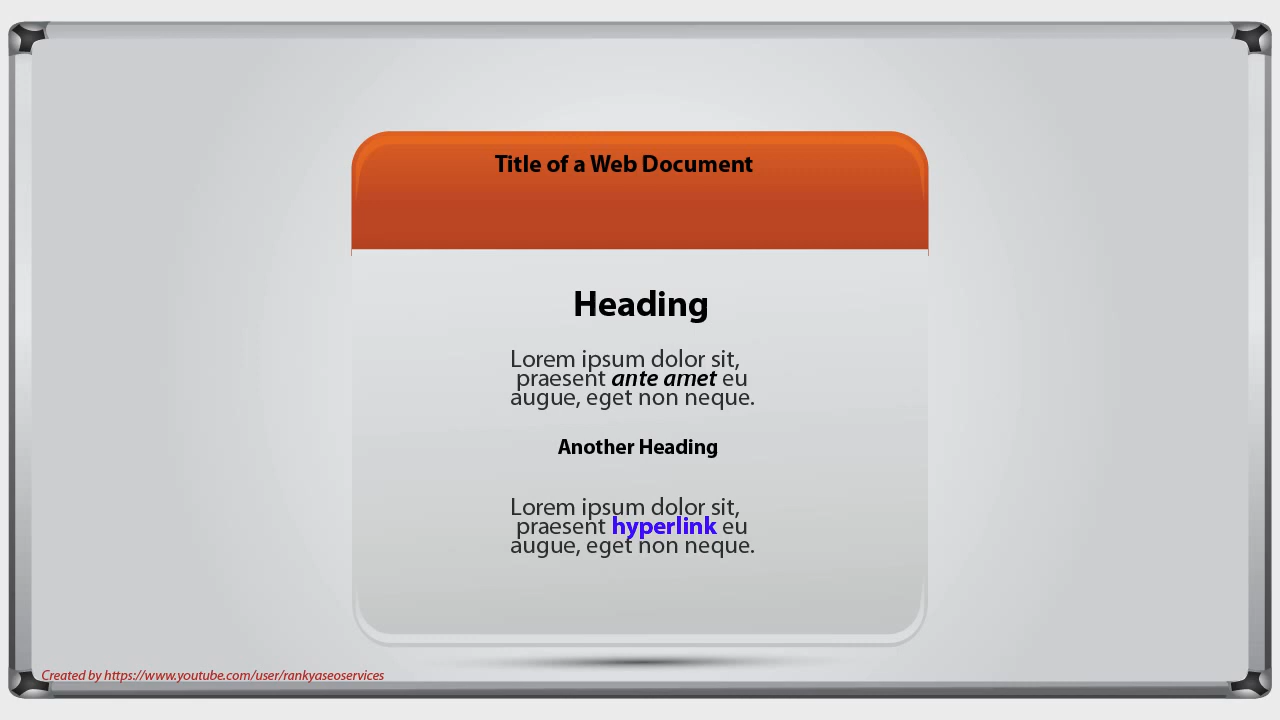 Title of a Web Document
Heading
Lorem ipsum dolor sit,
praesent ante amet eu
augue, eget non neque.
Another Heading
Lorem ipsum dolor sit,
praesent hyperlink eu
augue, eget non neque.
Created by https://www.youtube.com/user/rankyaseoservices